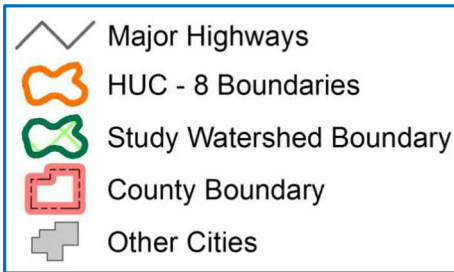 Major Highways
HUC - 8 Boundaries
Study Watershed Boundary
County Boundary
Other Cities